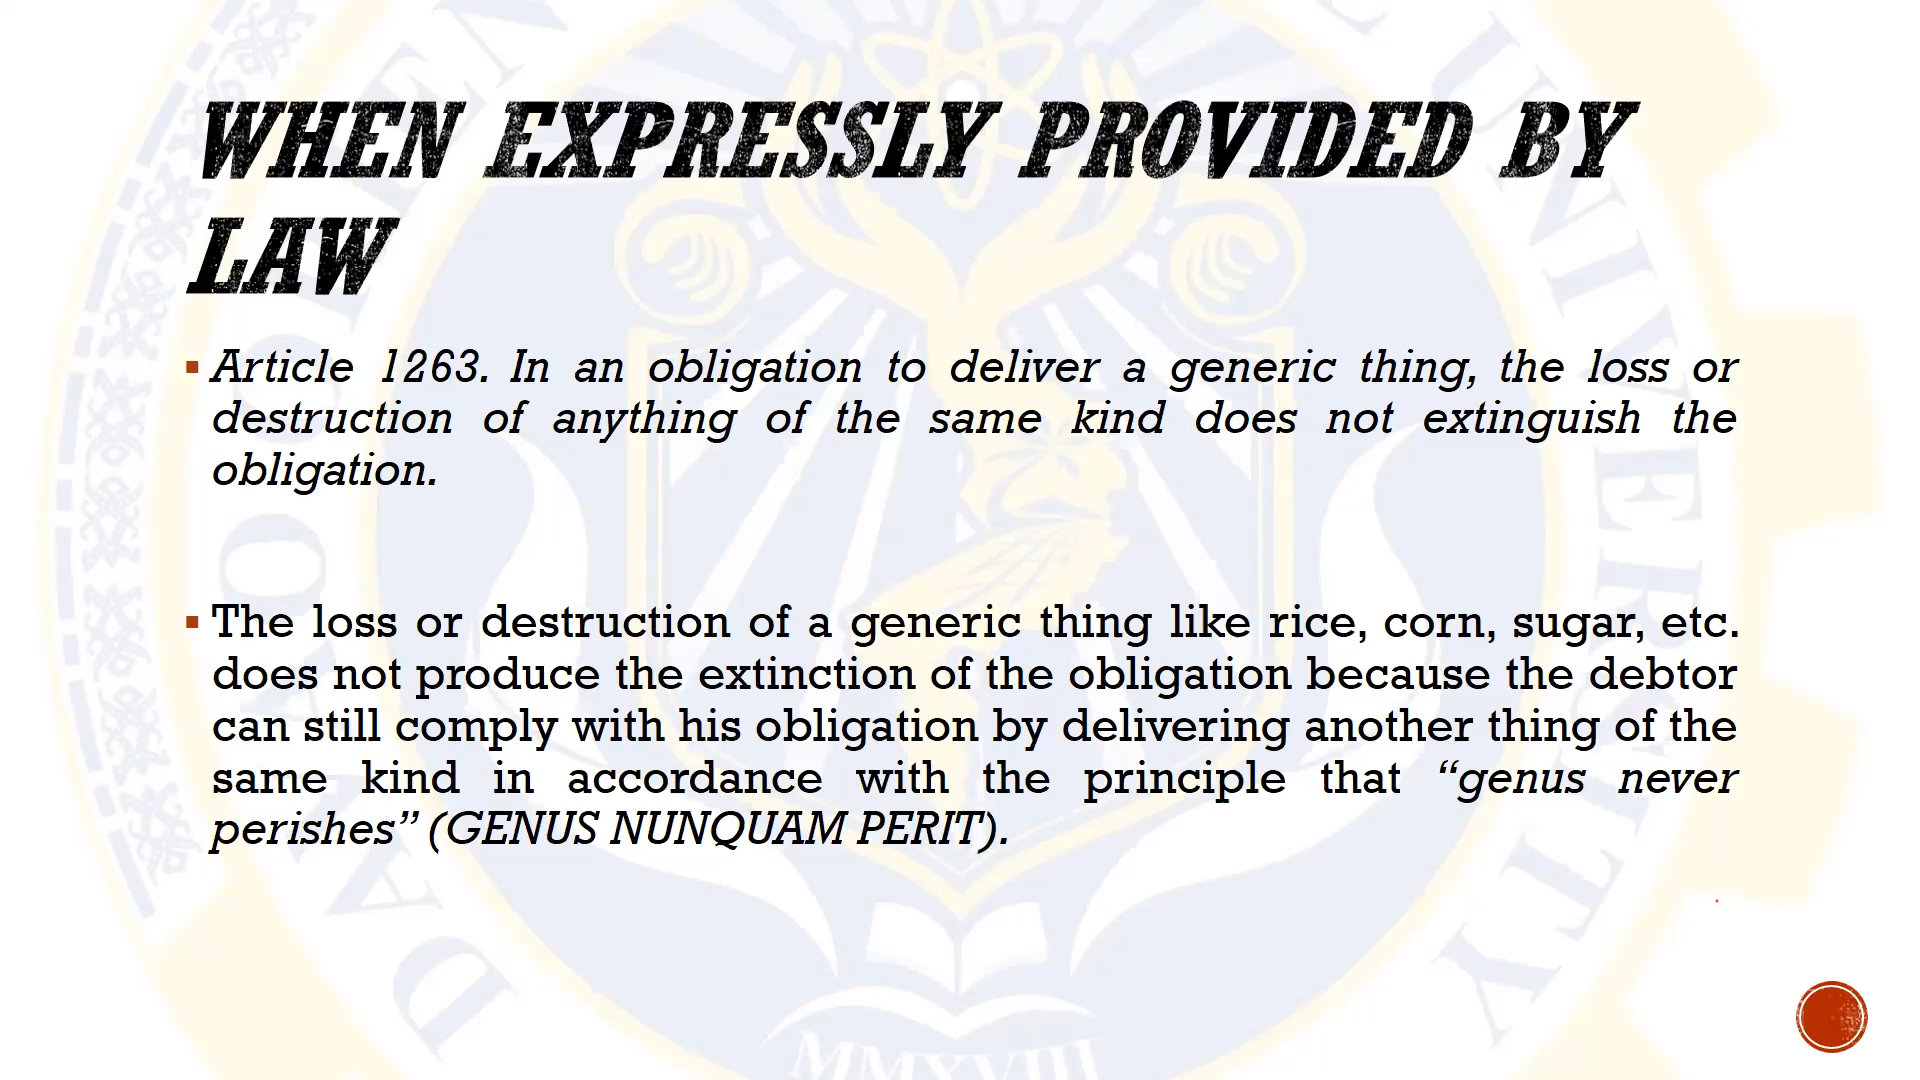 WHEN EXPRESSLY PROVIDED BY
LAW
▪ Article 1263. In an obligation to deliver a generic thing, the loss or
destruction of anything of the same kind does not extinguish the
obligation.
▪ The loss or destruction of a generic thing like rice, corn, sugar, etc.
does not produce the extinction of the obligation because the debtor
can still comply with his obligation by delivering another thing of the
same kind in accordance with the principle that “genus never
perishes” (GENUS NUNQUAM PERIT).
MMXVIII